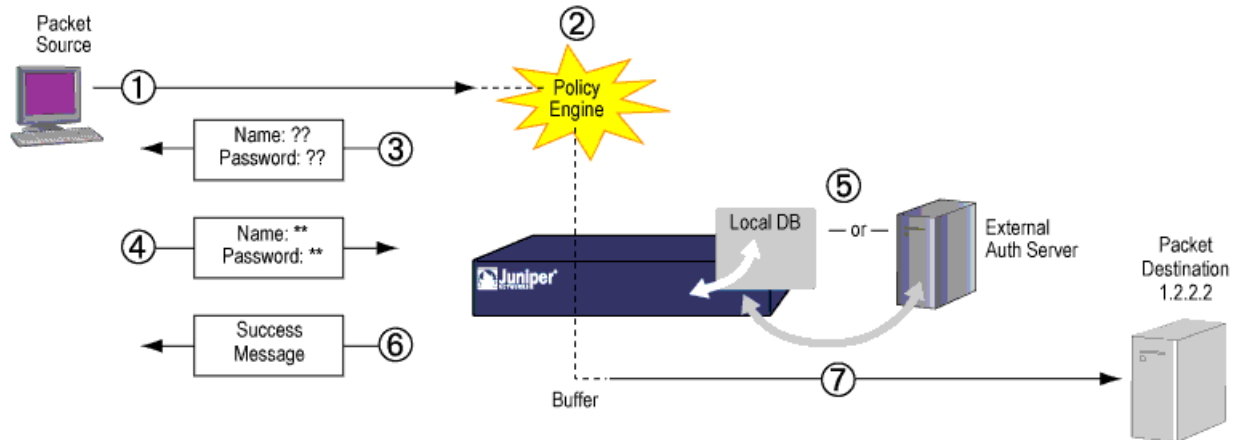 Packet
Source
①
②
Policy
Engine
Name: ??
Password: ??
③
④
Name: **
Password: **
⑤
Local DB
or
External
Auth Server
Juniper
NETWORKS
Packet
Destination
1.2.2.2
Success
Message
⑥
Buffer
⑦